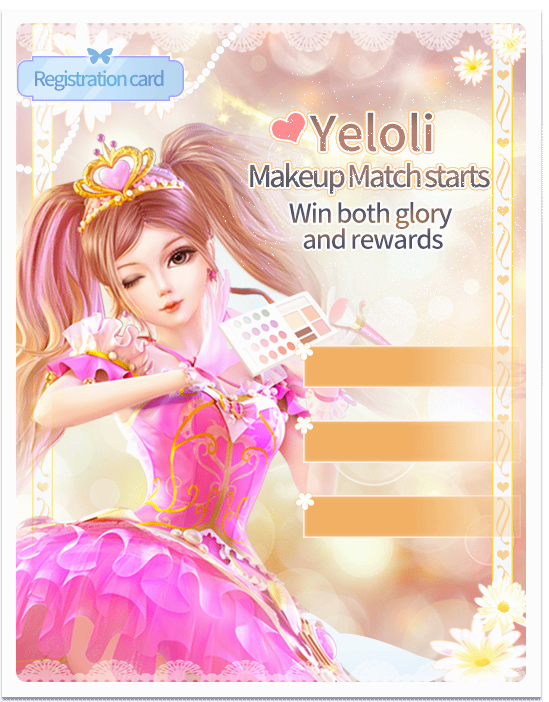 Registration card
Yeloli
Makeup Match starts
Win both glory
and rewards